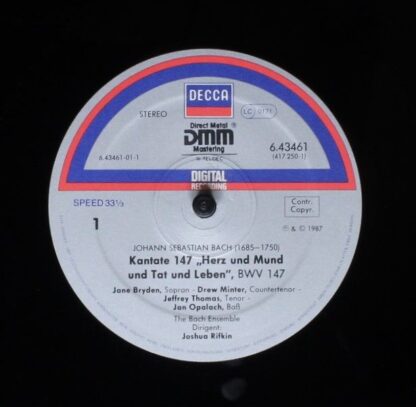 DECCA
STEREO
LC 0171
Direct Metal
DMM
Mastering
® TELDEC
6.43461
(417 250-1)
6.43461-01-1
DIGITAL
RECORDING
SPEED 33⅓
Contr.
Copyr.
1
℗ & © 1987
JOHANN SEBASTIAN BACH (1685–1750)
Kantate 147 „Herz und Mund
und Tat und Leben“, BWV 147
Jane Bryden, Sopran - Drew Minter, Countertenor -
Jeffrey Thomas, Tenor -
Jan Opalach, Baß
The Bach Ensemble
Dirigent:
Joshua Rifkin